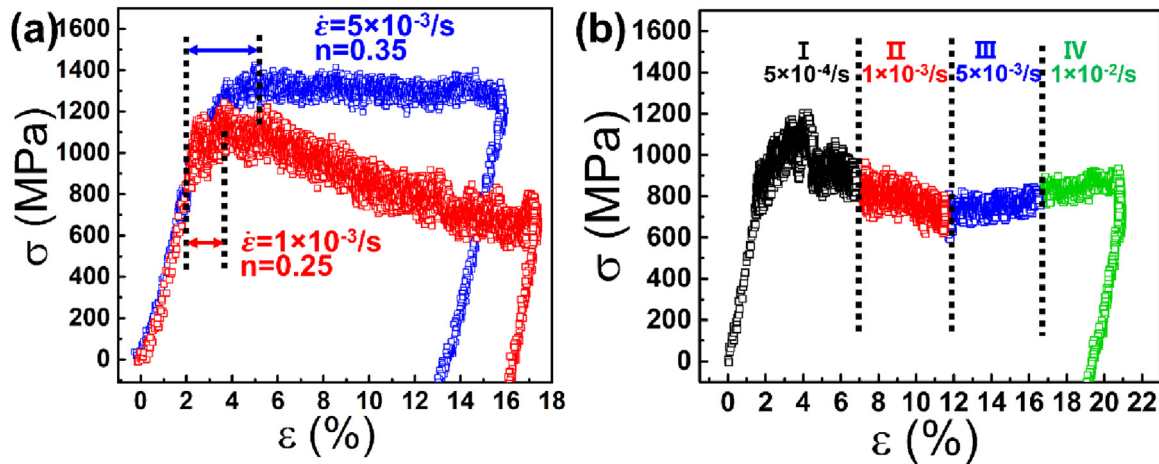 (a)
1600
1400
1200
1000
800
600
400
200
0
σ (MPa)
ε̇=5×10⁻³/s
n=0.35
ε̇=1×10⁻³/s
n=0.25
0 2 4 6 8 10 12 14 16 18
ε (%)
(b)
1600
1400
1200
1000
800
600
400
200
0
σ (MPa)
I II III IV
5×10⁻⁴/s 1×10⁻³/s 5×10⁻³/s 1×10⁻²/s
0 2 4 6 8 10 12 14 16 18 20 22
ε (%)